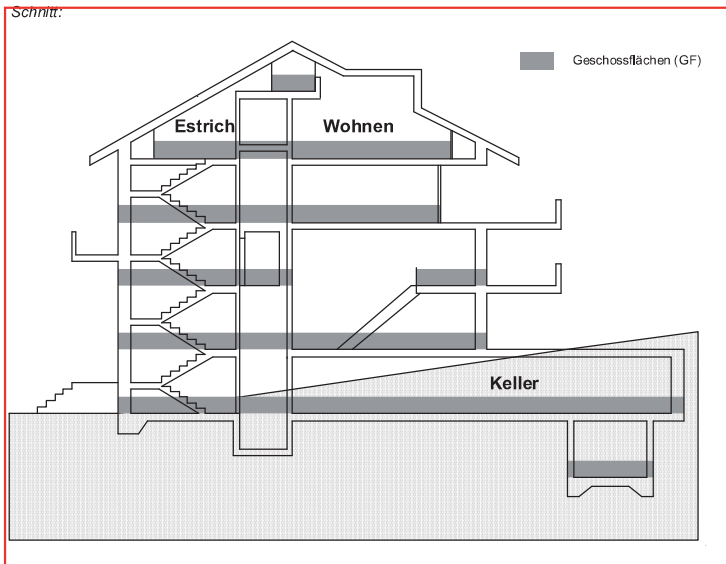 Schnitt:
Geschossflächen (GF)
Estrich
Wohnen
Keller